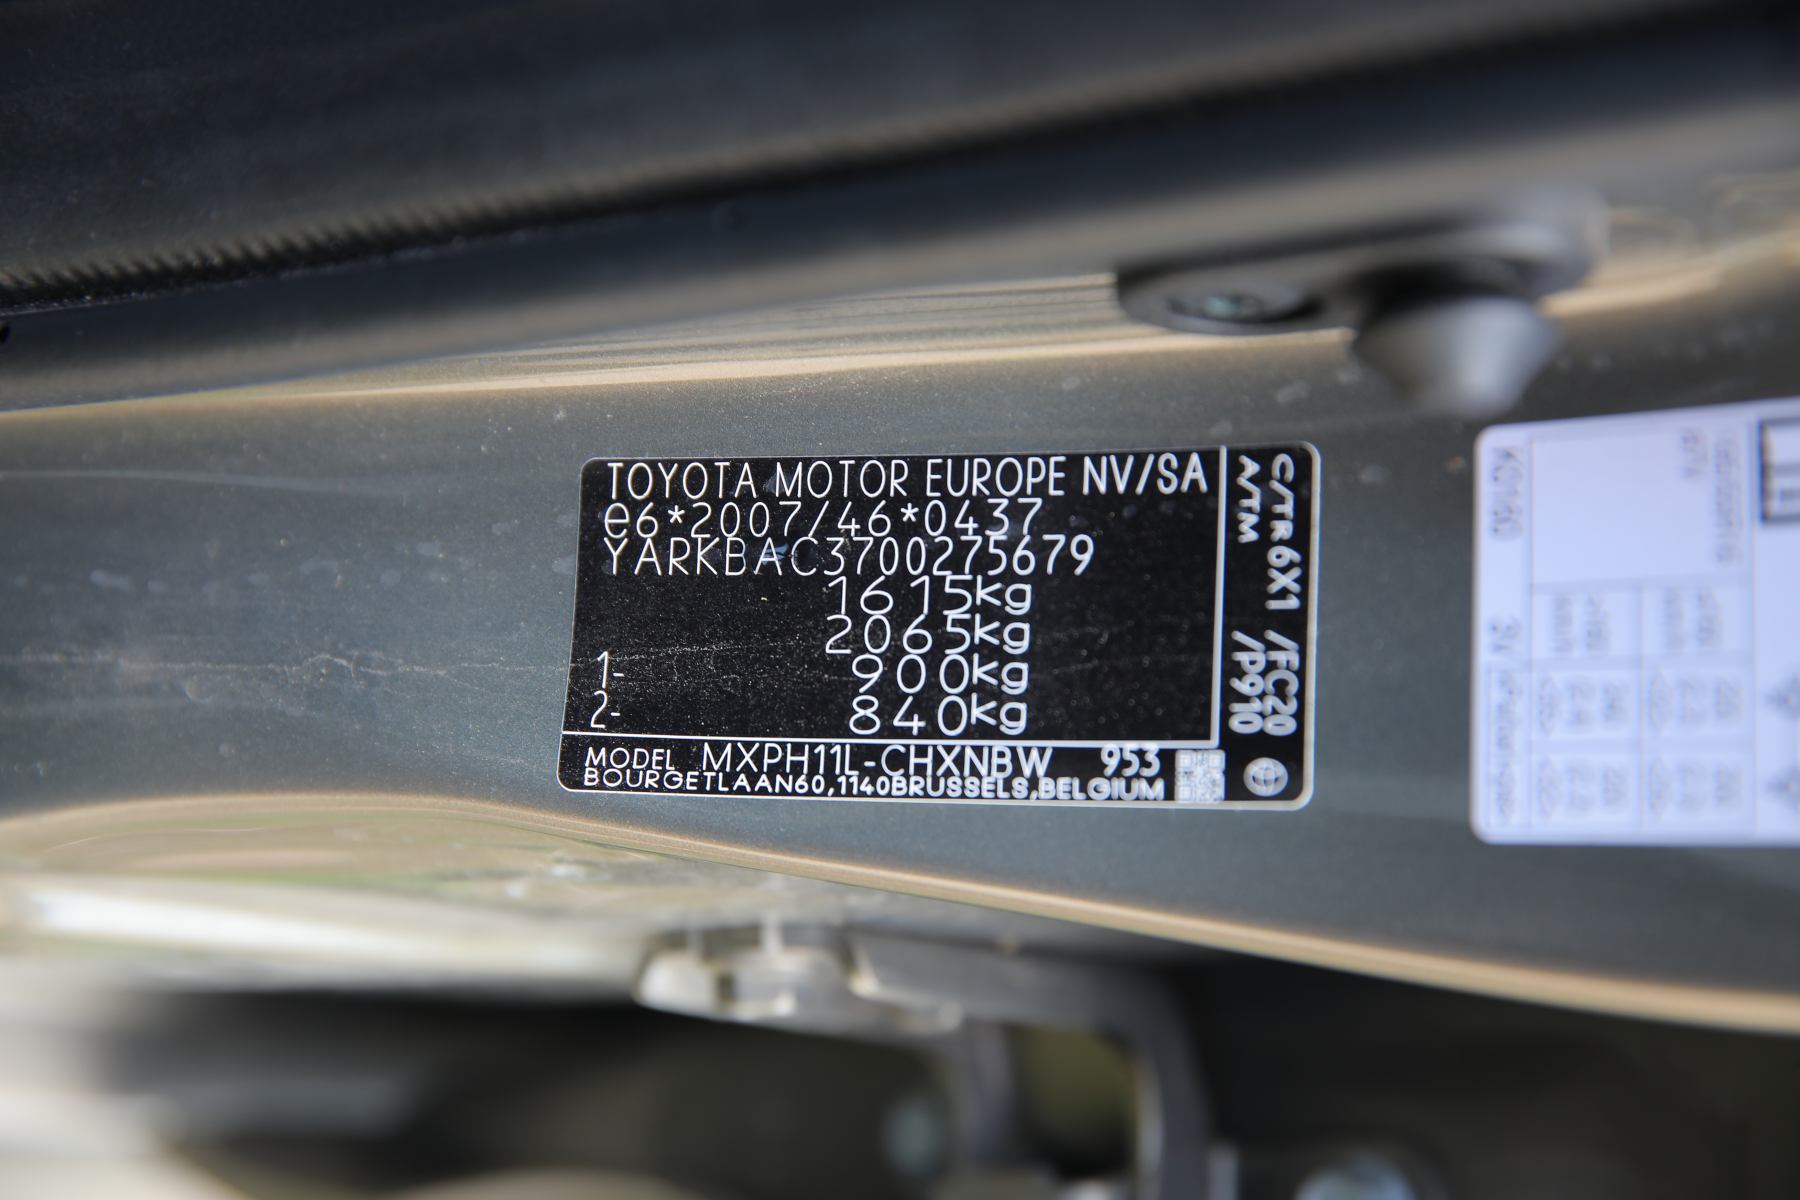 TOYOTA MOTOR EUROPE NV/SA
e6*2007/46*0437
YARKBAC3700275679
1615kg
2065kg
1- 900kg
2- 840kg
MODEL MXPH11L-CHXNBW 953
BOURGETLAAN60,1140BRUSSELS,BELGIUM
C/TR 6X1 /FC20
A/TM /P910